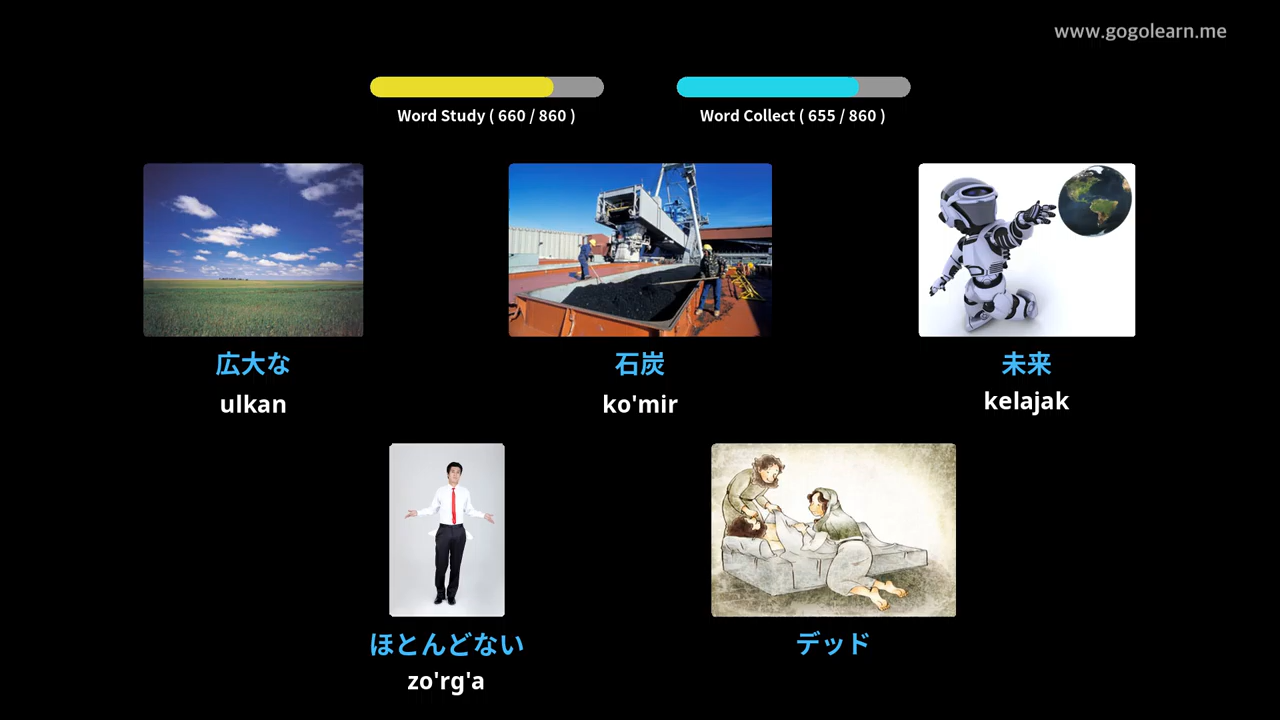 www.gogolearn.me
Word Study ( 660 / 860 )
Word Collect ( 655 / 860 )
広大な
ulkan
石炭
ko'mir
未来
kelajak
ほとんどない
zo'rg'a
デッド